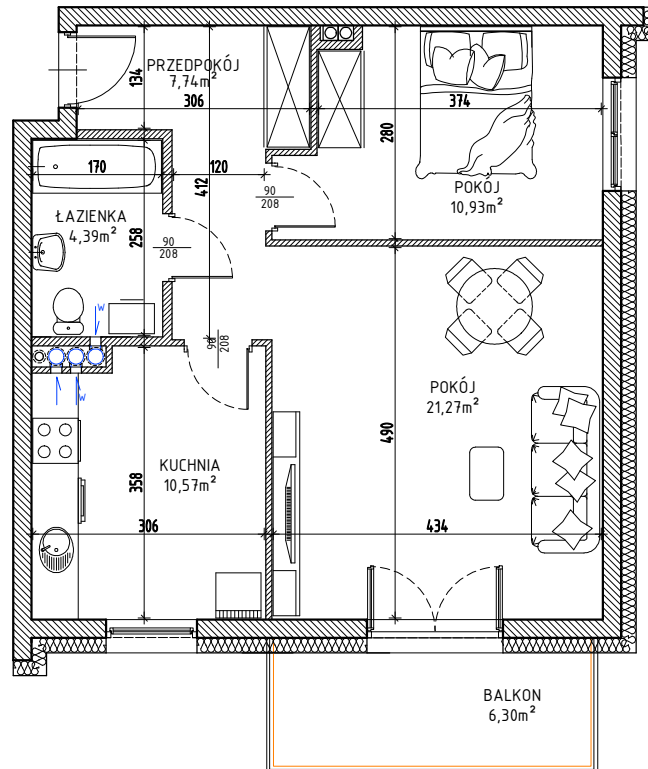 PRZEDPOKÓJ
7,74m²
134
306
374
280
POKÓJ
10,93m²
170
120
412
90
208
ŁAZIENKA
4,39m²
258
90
208
W
90
208
W
POKÓJ
21,27m²
490
KUCHNIA
10,57m²
358
306
434
BALKON
6,30m²